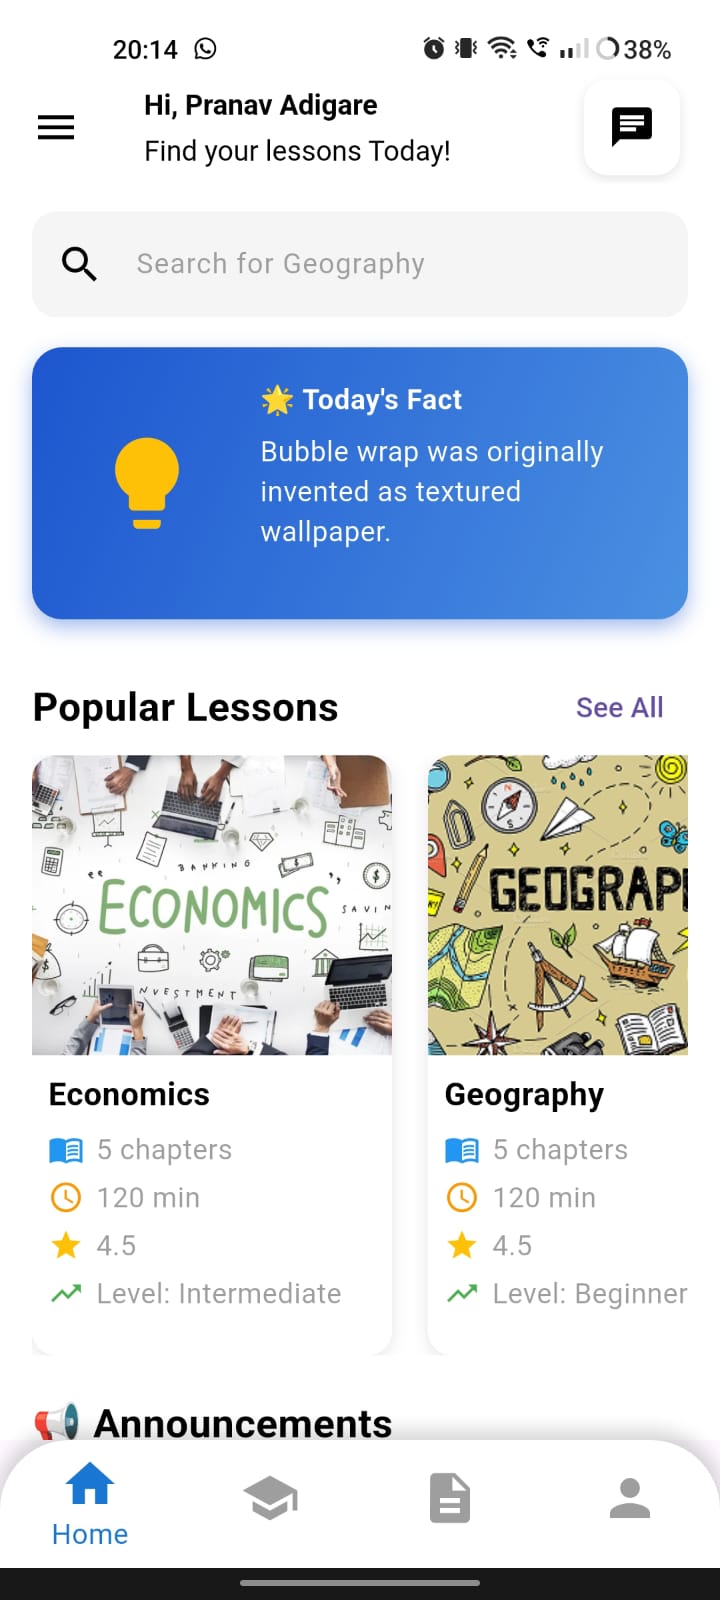 20:14
38%
Hi, Pranav Adigare
Find your lessons Today!
Search for Geography
🌟 Today's Fact
Bubble wrap was originally
invented as textured
wallpaper.
Popular Lessons
See All
BANKING
ECONOMICS
SAVIN
NVESTMENT
N
S
GEOGRAP
Economics
5 chapters
120 min
4.5
Level: Intermediate
Geography
5 chapters
120 min
4.5
Level: Beginner
📢 Announcements
Home